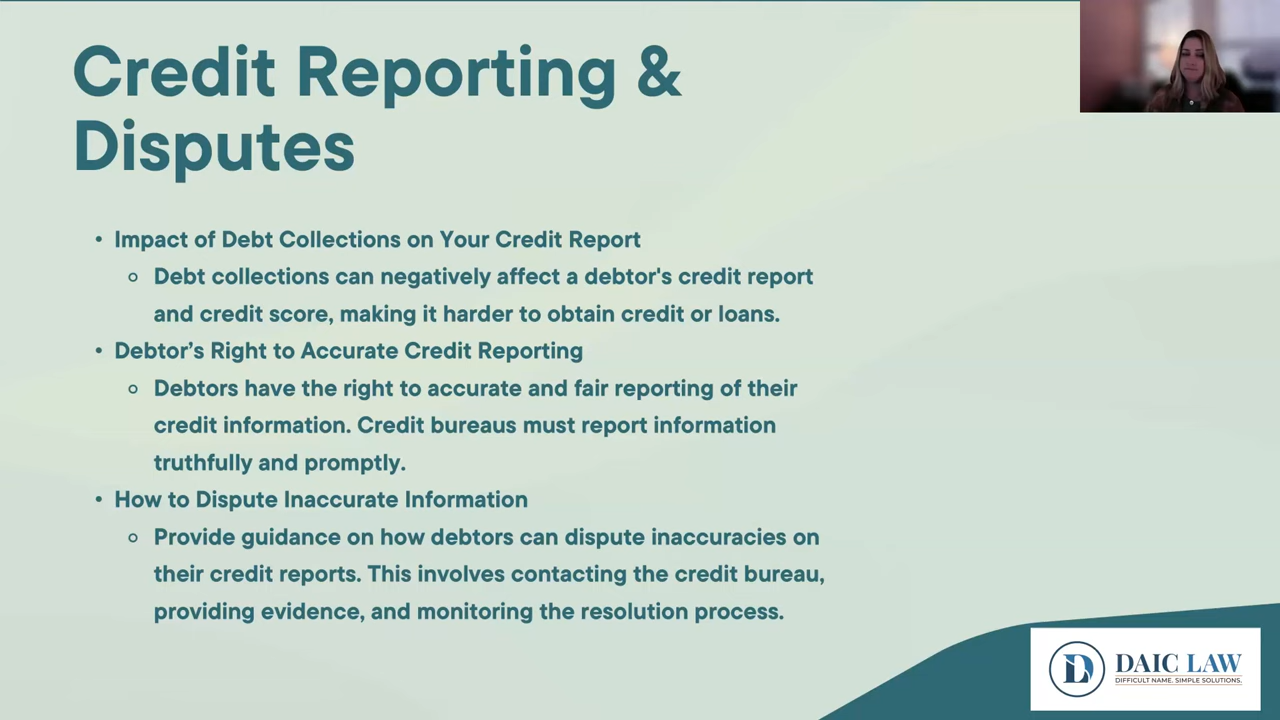 Credit Reporting &
Disputes
• Impact of Debt Collections on Your Credit Report
○ Debt collections can negatively affect a debtor's credit report
and credit score, making it harder to obtain credit or loans.
• Debtor’s Right to Accurate Credit Reporting
○ Debtors have the right to accurate and fair reporting of their
credit information. Credit bureaus must report information
truthfully and promptly.
• How to Dispute Inaccurate Information
○ Provide guidance on how debtors can dispute inaccuracies on
their credit reports. This involves contacting the credit bureau,
providing evidence, and monitoring the resolution process.
DAIC LAW
DIFFICULT NAME. SIMPLE SOLUTIONS.